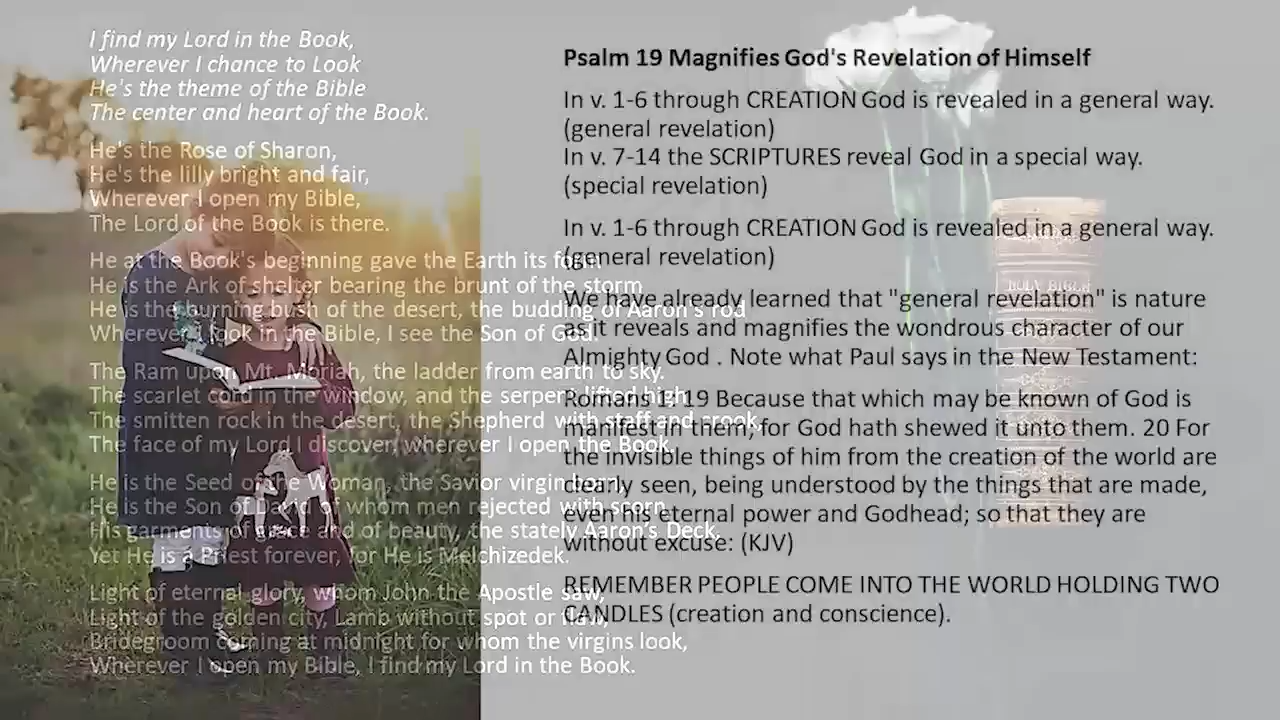 I find my Lord in the Book,
Wherever I chance to Look
He's the theme of the Bible
The center and heart of the Book.
He's the Rose of Sharon,
He's the lilly bright and fair,
Wherever I open my Bible,
The Lord of the Book is there.
He at the Book's beginning gave the Earth its form
He is the Ark of shelter bearing the brunt of the storm
He is the burning bush of the desert, the budding of Aaron's rod
Wherever I look in the Bible, I see the Son of God.
The Ram upon Mt. Moriah, the ladder from earth to sky.
The scarlet cord in the window, and the serpent lifted high,
The smitten rock in the desert, the Shepherd with staff and crook,
The face of my Lord I discover, wherever I open the Book.
He is the Seed of the Woman, the Savior virgin born,
He is the Son of David of whom men rejected with scorn,
His garments of grace and of beauty, the stately Aaron's Deck,
Yet He is a Priest forever, for He is Melchizedek.
Light of eternal glory, whom John the Apostle saw,
Light of the golden city, Lamb without spot or flaw,
Bridegroom coming at midnight for whom the virgins look,
Wherever I open my Bible, I find my Lord in the Book.
Psalm 19 Magnifies God's Revelation of Himself
In v. 1-6 through CREATION God is revealed in a general way.
(general revelation)
In v. 7-14 the SCRIPTURES reveal God in a special way.
(special revelation)
In v. 1-6 through CREATION God is revealed in a general way.
(general revelation)
We have already learned that "general revelation" is nature
as it reveals and magnifies the wondrous character of our
Almighty God . Note what Paul says in the New Testament:
Romans 1: 19 Because that which may be known of God is
manifest in them; for God hath shewed it unto them. 20 For
the invisible things of him from the creation of the world are
clearly seen, being understood by the things that are made,
even his eternal power and Godhead; so that they are
without excuse: (KJV)
REMEMBER PEOPLE COME INTO THE WORLD HOLDING TWO
CANDLES (creation and conscience).
HOLY BIBLE